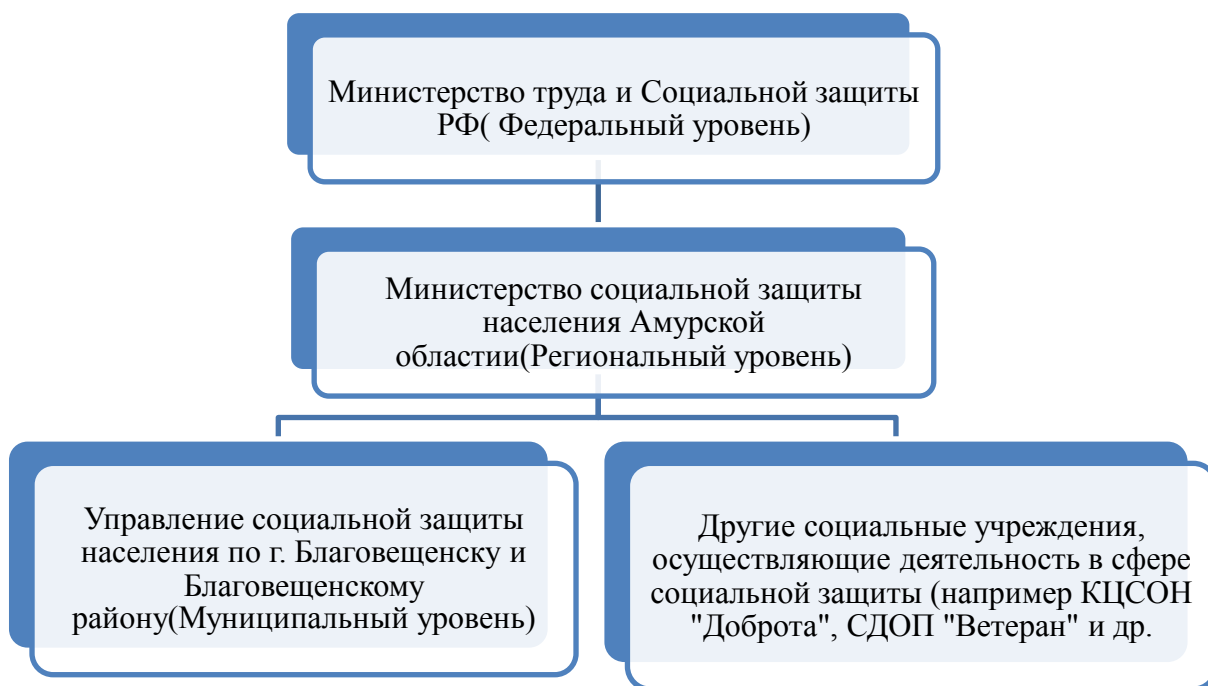 Министерство труда и Социальной защиты
РФ( Федеральный уровень)
Министерство социальной защиты
населения Амурской
областии(Региональный уровень)
Управление социальной защиты
населения по г. Благовещенску и
Благовещенскому
району(Муниципальный уровень)
Другие социальные учреждения,
осуществляющие деятельность в сфере
социальной защиты (например КЦСОН
"Доброта", СДОП "Ветеран" и др.